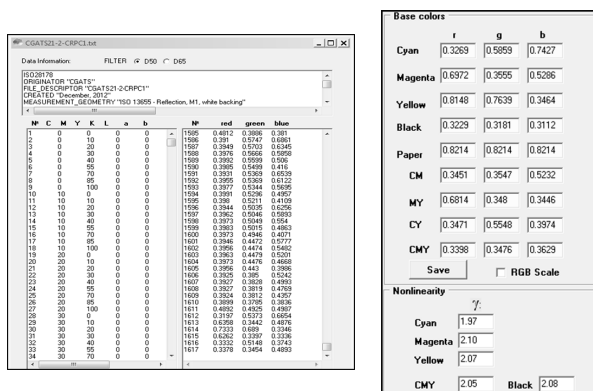 CGATS21-2-CRPC1.txt
Data Information: FILTER D50 D65
ISO28178
ORIGINATOR "CGATS"
FILE_DESCRIPTOR "CGATS21-2-CRPC1"
CREATED "December, 2012"
MEASUREMENT_GEOMETRY "ISO 13655 - Reflection, M1, white backing"
Nº C M Y K L a b
1 0 0 0 0
2 0 10 0 0
3 0 20 0 0
4 0 30 0 0
5 0 40 0 0
6 0 55 0 0
7 0 70 0 0
8 0 85 0 0
9 0 100 0 0
10 10 0 0 0
11 10 10 0 0
12 10 20 0 0
13 10 30 0 0
14 10 40 0 0
15 10 55 0 0
16 10 70 0 0
17 10 85 0 0
18 10 100 0 0
19 20 0 0 0
20 20 10 0 0
21 20 20 0 0
22 20 30 0 0
23 20 40 0 0
24 20 55 0 0
25 20 70 0 0
26 20 85 0 0
27 20 100 0 0
28 30 0 0 0
29 30 10 0 0
30 30 20 0 0
31 30 30 0 0
32 30 40 0 0
33 30 55 0 0
34 30 70 0 0
Nº red green blue
1585 0.4812 0.3886 0.381
1586 0.391 0.5747 0.6861
1587 0.3949 0.5703 0.6345
1588 0.3976 0.5666 0.5858
1589 0.3992 0.5599 0.506
1590 0.3985 0.5499 0.416
1591 0.3931 0.5369 0.6539
1592 0.3955 0.5369 0.6122
1593 0.3977 0.5344 0.5695
1594 0.3991 0.5296 0.4957
1595 0.398 0.5211 0.4109
1596 0.3944 0.5035 0.6256
1597 0.3962 0.5046 0.5893
1598 0.3973 0.5049 0.554
1599 0.3983 0.5015 0.4863
1600 0.3973 0.4946 0.4071
1601 0.3946 0.4472 0.5777
1602 0.3956 0.4474 0.5482
1603 0.3963 0.4479 0.5201
1604 0.3973 0.4476 0.4668
1605 0.3956 0.443 0.3986
1606 0.3925 0.385 0.5242
1607 0.3927 0.3828 0.4993
1608 0.3927 0.3819 0.4769
1609 0.3924 0.3812 0.4357
1610 0.3899 0.3785 0.3836
1611 0.4892 0.4925 0.4987
1612 0.3197 0.5373 0.6654
1613 0.6358 0.3442 0.4876
1614 0.7333 0.689 0.3346
1615 0.6262 0.3397 0.3336
1616 0.3332 0.5148 0.3743
1617 0.3378 0.3454 0.4893
Base colors
r g b
Cyan 0.3269 0.5859 0.7427
Magenta 0.6972 0.3555 0.5286
Yellow 0.8148 0.7639 0.3464
Black 0.3229 0.3181 0.3112
Paper 0.8214 0.8214 0.8214
CM 0.3451 0.3547 0.5232
MY 0.6814 0.348 0.3446
CY 0.3471 0.5548 0.3974
CMY 0.3398 0.3476 0.3629
Save RGB Scale
Nonlinearity
%
Cyan 1.97
Magenta 2.10
Yellow 2.07
CMY 2.05 Black 2.08